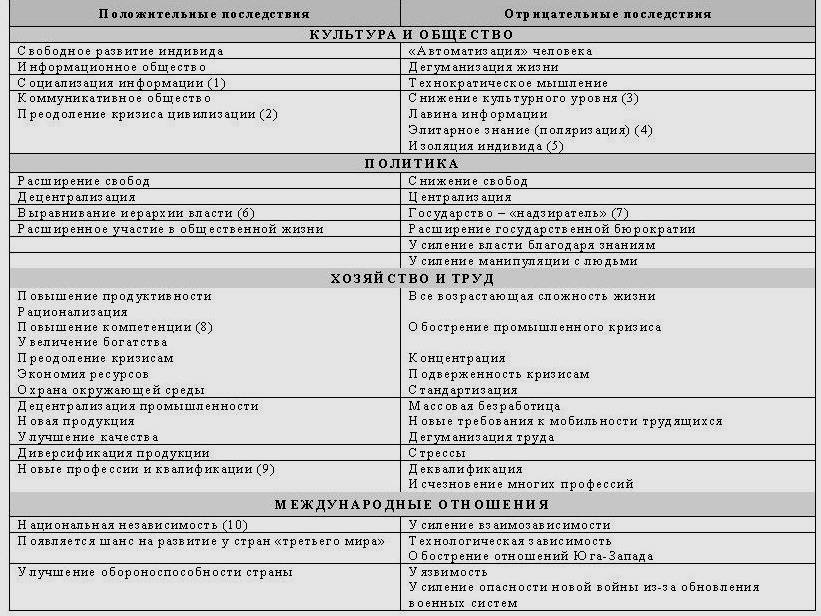 Положительные последствия Отрицательные последствия
КУЛЬТУРА И ОБЩЕСТВО
Свободное развитие индивида «Автоматизация» человека
Информационное общество Дегуманизация жизни
Социализация информации (1) Технократическое мышление
Коммуникативное общество Снижение культурного уровня (3)
Преодоление кризиса цивилизации (2) Лавина информации
Элитарное знание (поляризация) (4)
Изоляция индивида (5)
ПОЛИТИКА
Расширение свобод Снижение свобод
Децентрализация Централизация
Выравнивание иерархии власти (6) Государство – «надзиратель» (7)
Расширенное участие в общественной жизни Расширение государственной бюрократии
Усиление власти благодаря знаниям
Усиление манипуляции с людьми
ХОЗЯЙСТВО И ТРУД
Повышение продуктивности Все возрастающая сложность жизни
Рационализация
Повышение компетенции (8) Обострение промышленного кризиса
Увеличение богатства
Преодоление кризисам Концентрация
Экономия ресурсов Подверженность кризисам
Охрана окружающей среды Стандартизация
Децентрализация промышленности Массовая безработица
Новая продукция Новые требования к мобильности трудящихся
Улучшение качества Дегуманизация труда
Диверсификация продукции Стрессы
Новые профессии и квалификации (9) Деквалификация
Исчезновение многих профессий
МЕЖДУНАРОДНЫЕ ОТНОШЕНИЯ
Национальная независимость (10) Усиление взаимозависимости
Появляется шанс на развитие у стран «третьего мира» Технологическая зависимость
Обострение отношений Юга-Запада
Улучшение обороноспособности страны Уязвимость
Усиление опасности новой войны из-за обновления
военных систем